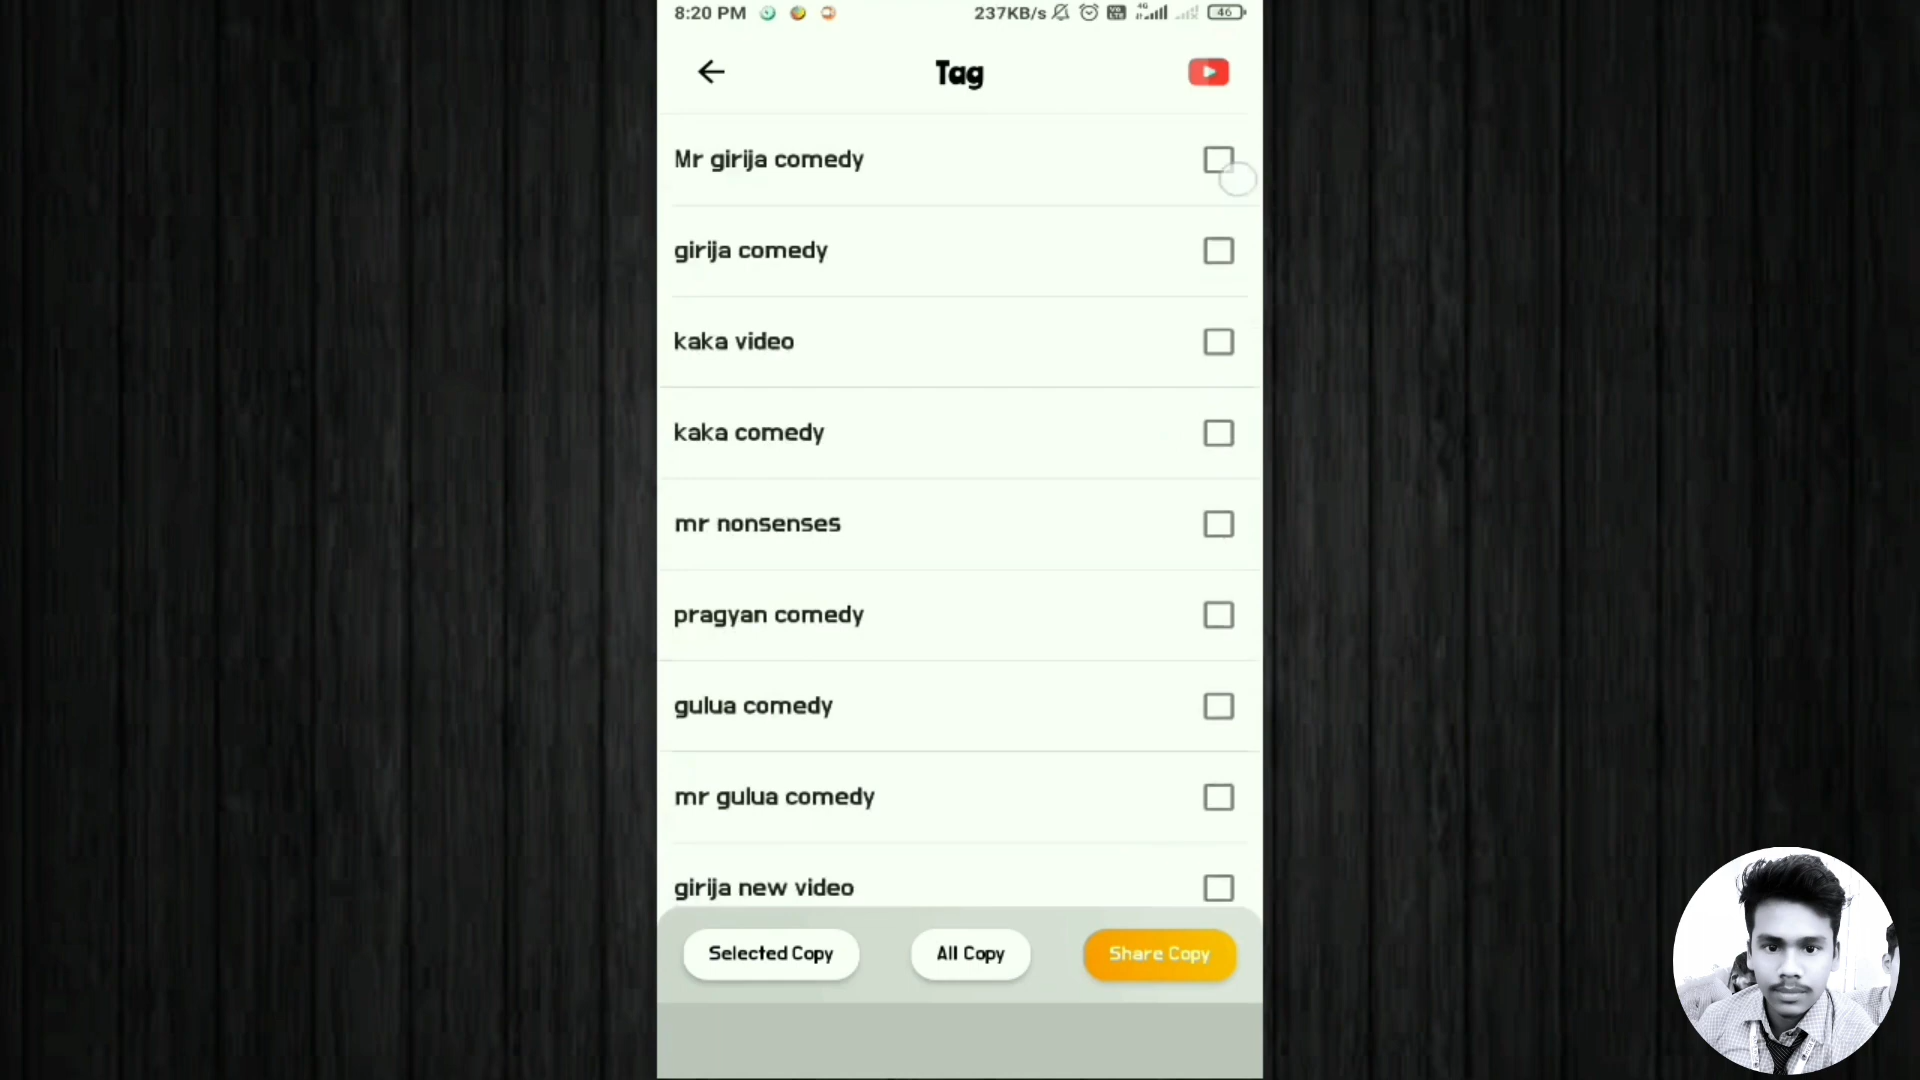 8:20 PM 237KB/s 4G 46
Tag
Mr girija comedy
girija comedy
kaka video
kaka comedy
mr nonsenses
pragyan comedy
gulua comedy
mr gulua comedy
girija new video
Selected Copy All Copy Share Copy